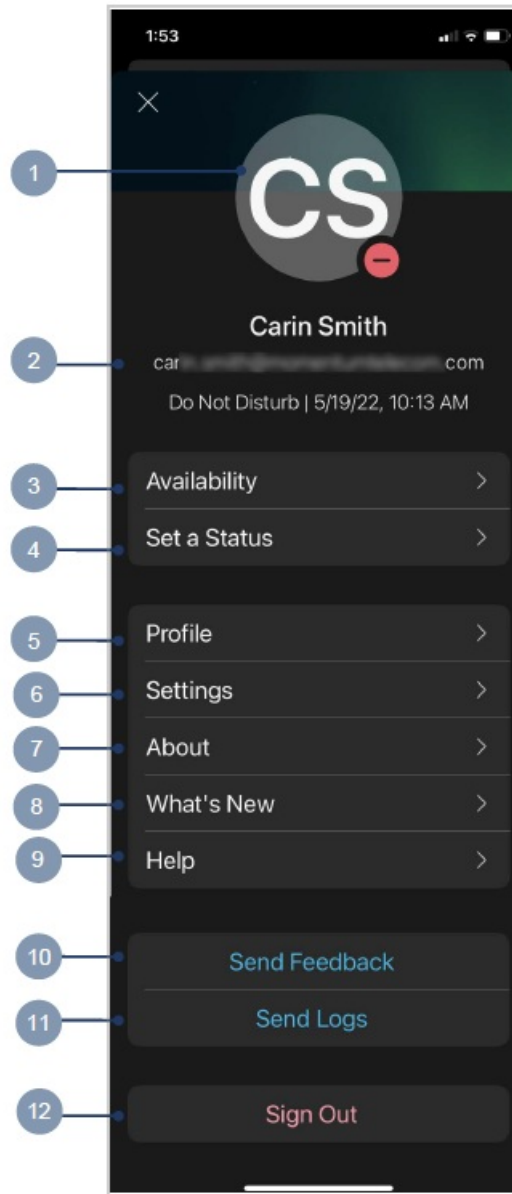 1:53
1
CS
Carin Smith
2
car com
Do Not Disturb | 5/19/22, 10:13 AM
3
Availability
4
Set a Status
5
Profile
6
Settings
7
About
8
What's New
9
Help
10
Send Feedback
11
Send Logs
12
Sign Out